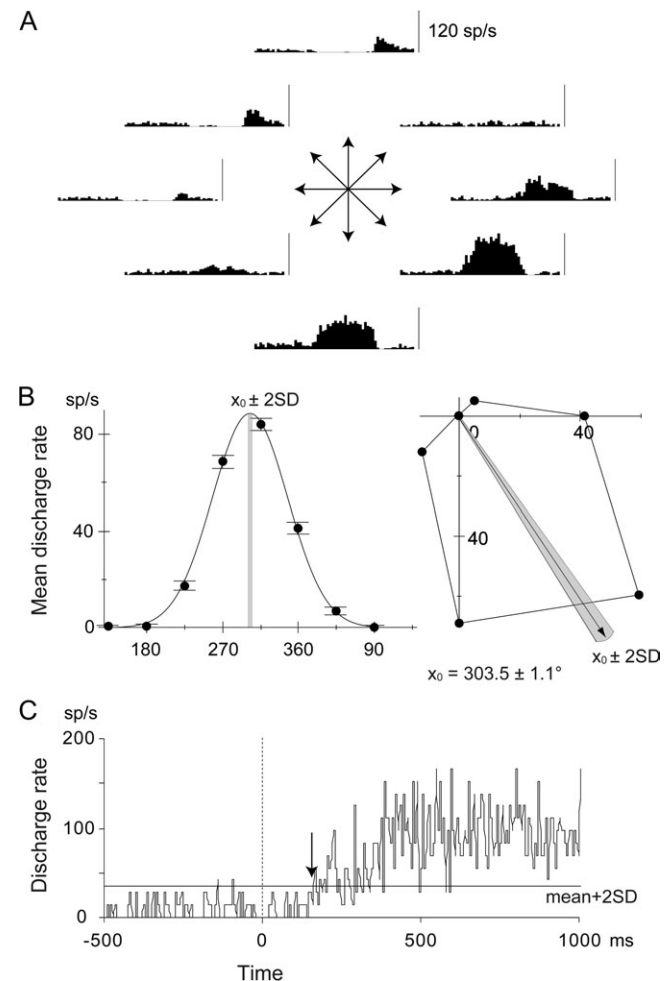 A
120 sp/s
B
sp/s
x₀ ± 2SD
80
40
0
Mean discharge rate
180 270 360 90
0 40
40
x₀ ± 2SD
x₀ = 303.5 ± 1.1°
C
sp/s
200
100
0
Discharge rate
mean+2SD
-500 0 500 1000 ms
Time